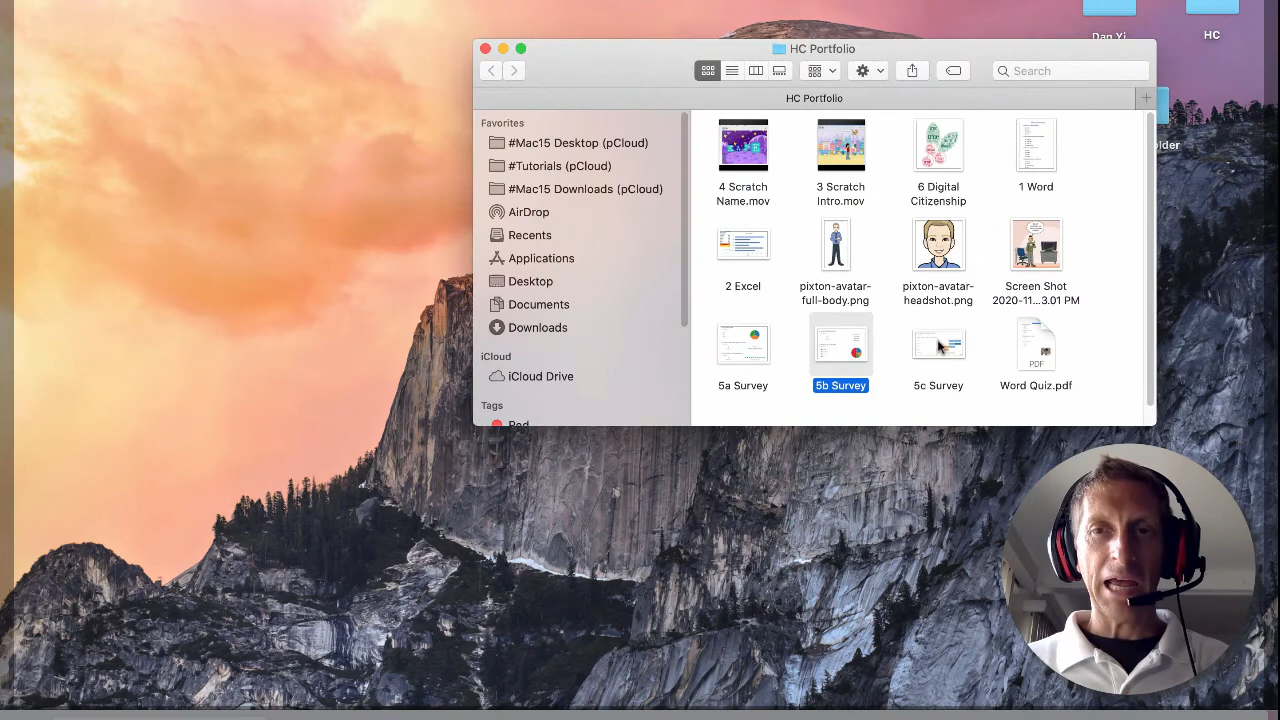 Dan Yi
HC
HC Portfolio
Search
HC Portfolio
Favorites
#Mac15 Desktop (pCloud)
#Tutorials (pCloud)
#Mac15 Downloads (pCloud)
AirDrop
Recents
Applications
Desktop
Documents
Downloads
iCloud
iCloud Drive
Tags
Red
4 Scratch
Name.mov
3 Scratch
Intro.mov
6 Digital
Citizenship
1 Word
2 Excel
pixton-avatar-
full-body.png
pixton-avatar-
headshot.png
Screen Shot
2020-11...3.01 PM
5a Survey
5b Survey
5c Survey
PDF
Word Quiz.pdf
older